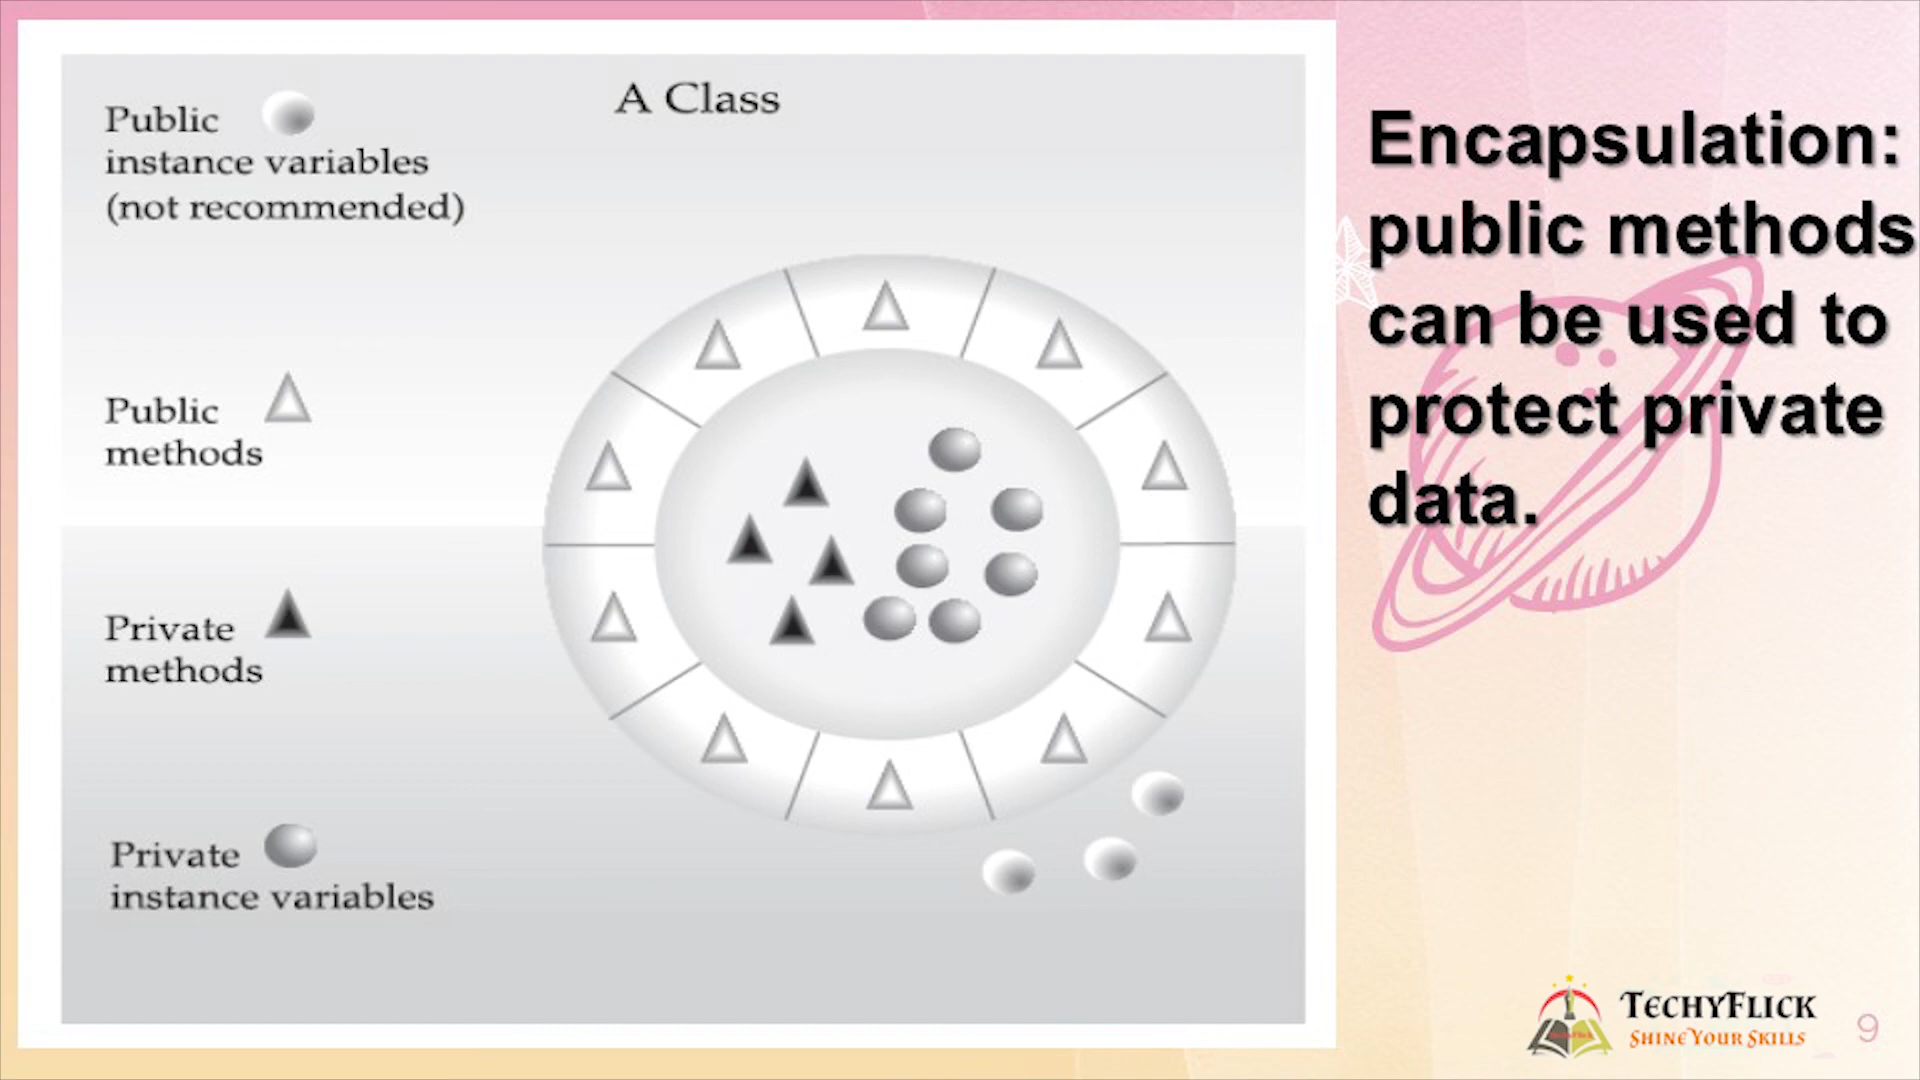 A Class
Public
instance variables
(not recommended)
Public
methods
Private
methods
Private
instance variables
Encapsulation:
public methods
can be used to
protect private
data.
TECHYFLICK
SHINE YOUR SKILLS
9